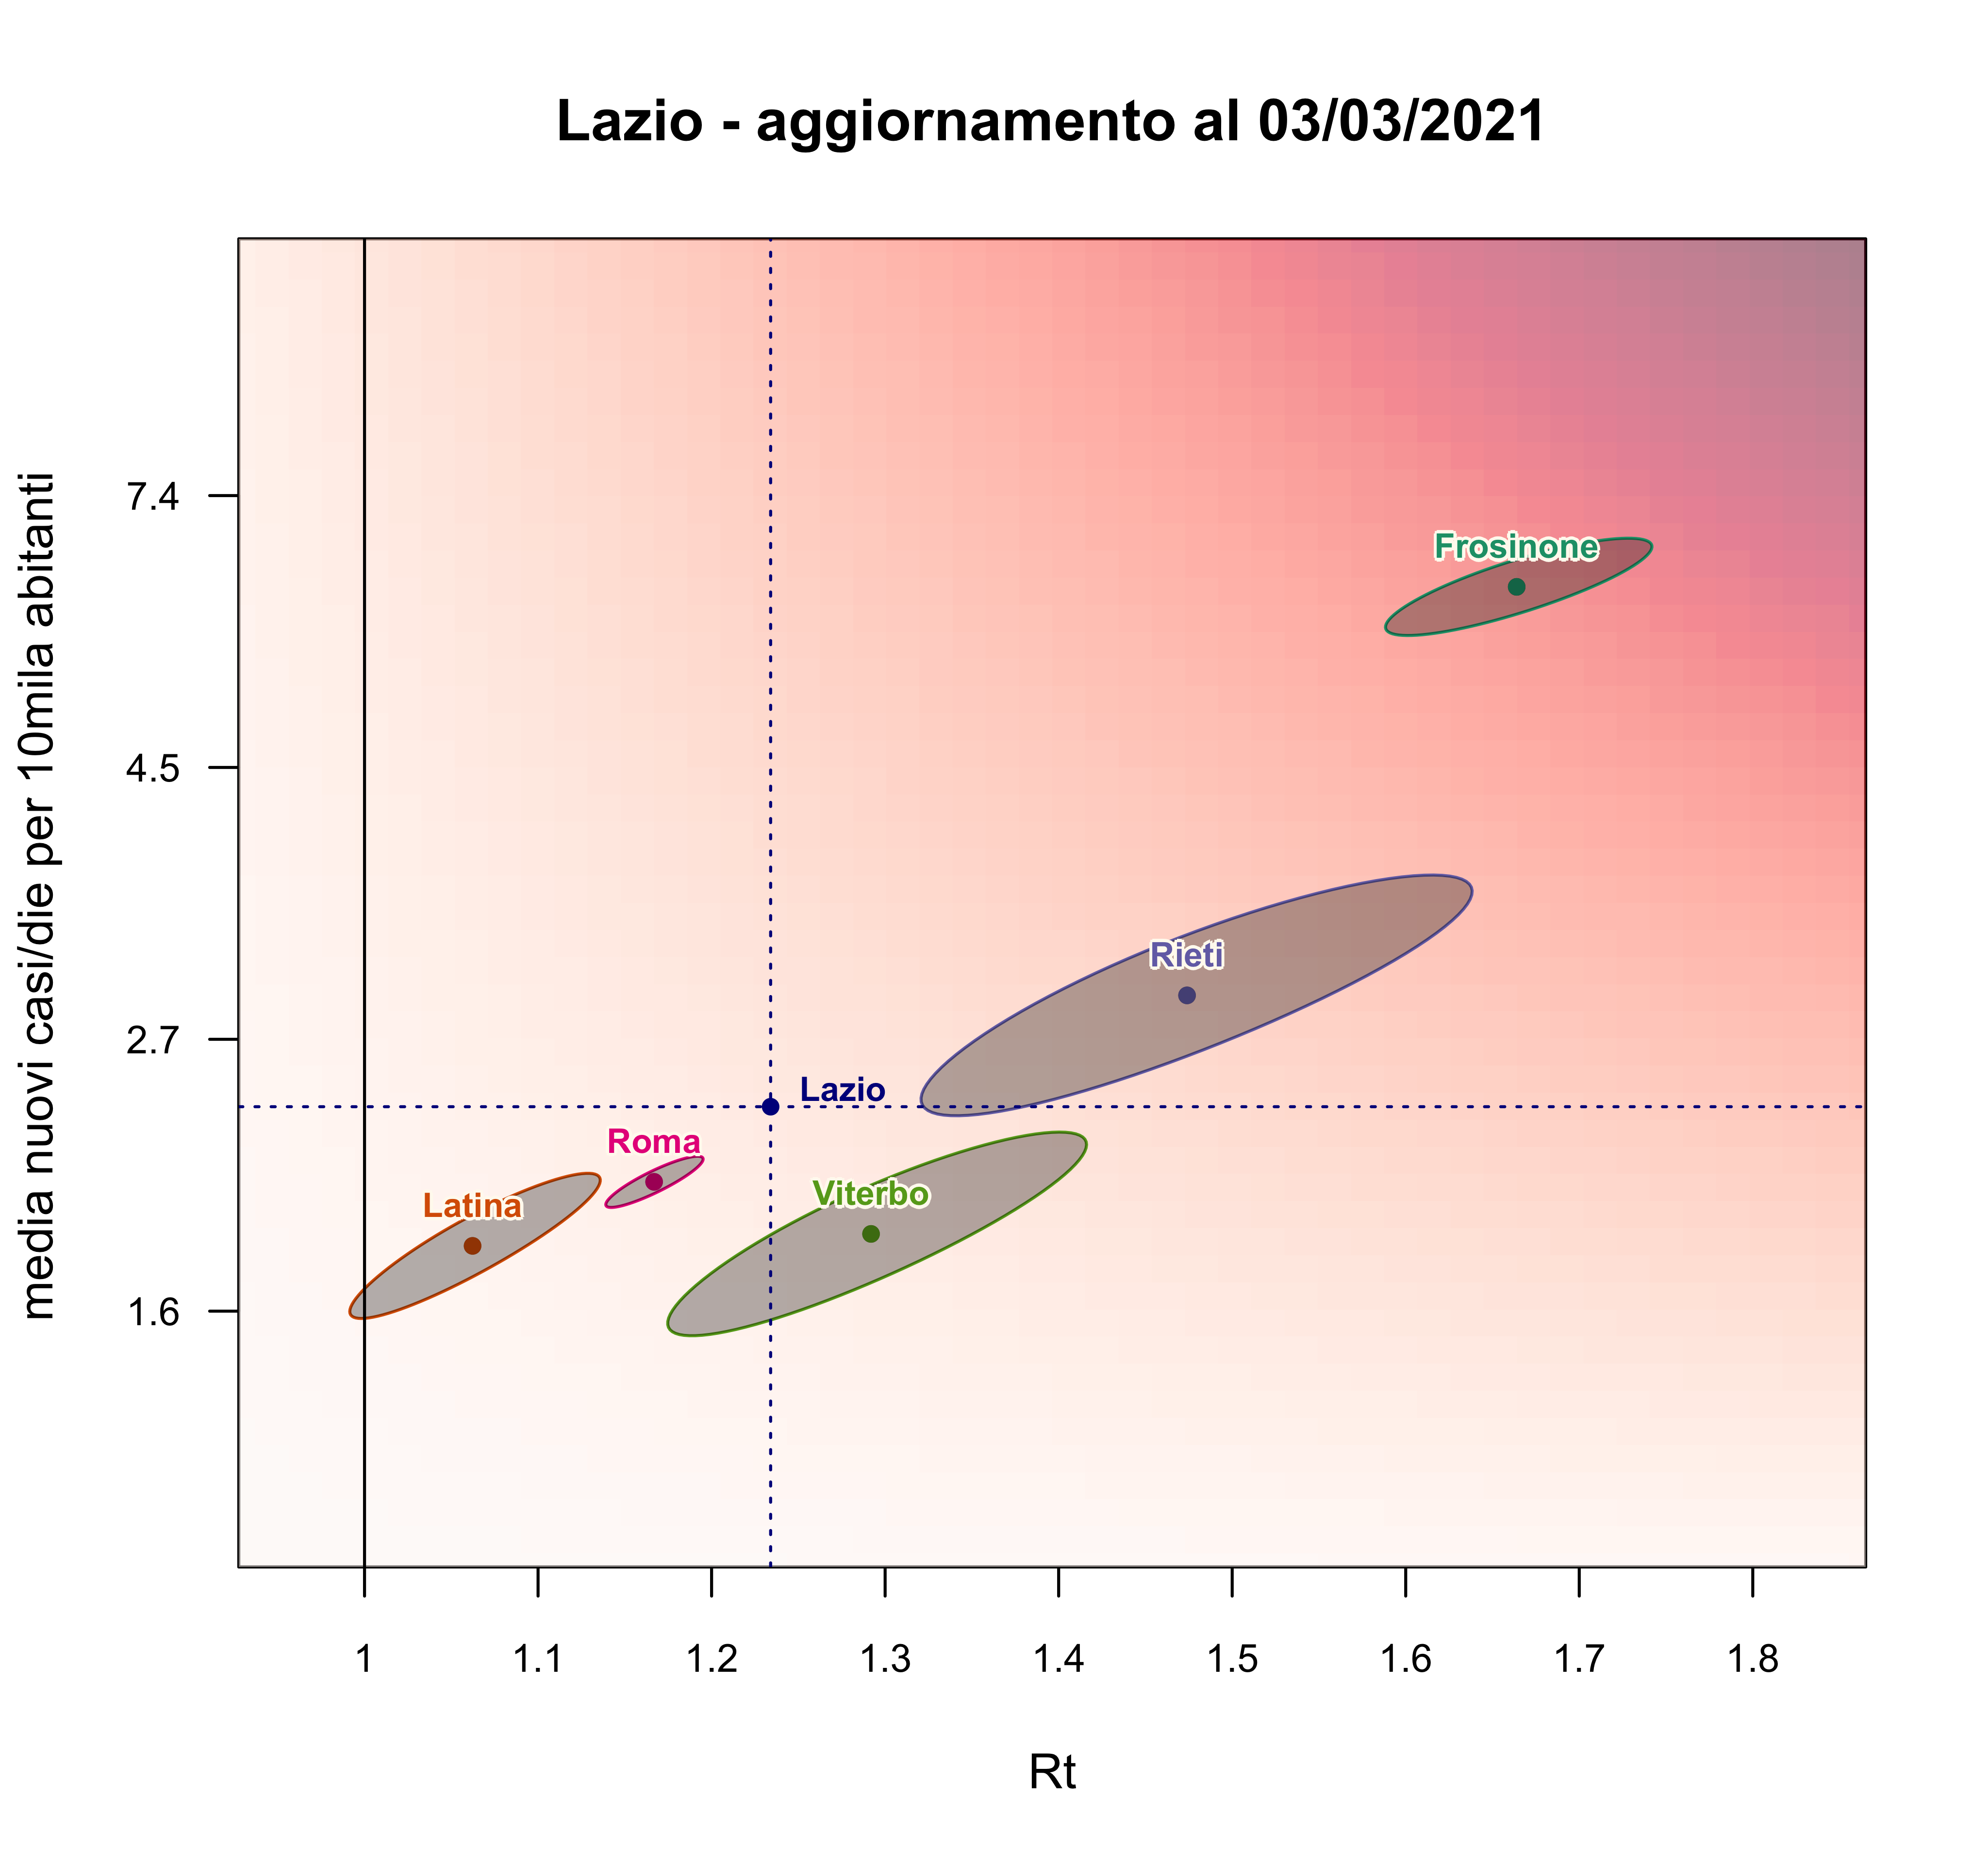 Lazio - aggiornamento al 03/03/2021
media nuovi casi/die per 10mila abitanti
7.4
4.5
2.7
1.6
Frosinone
Rieti
Lazio
Roma
Viterbo
Latina
1 1.1 1.2 1.3 1.4 1.5 1.6 1.7 1.8
Rt